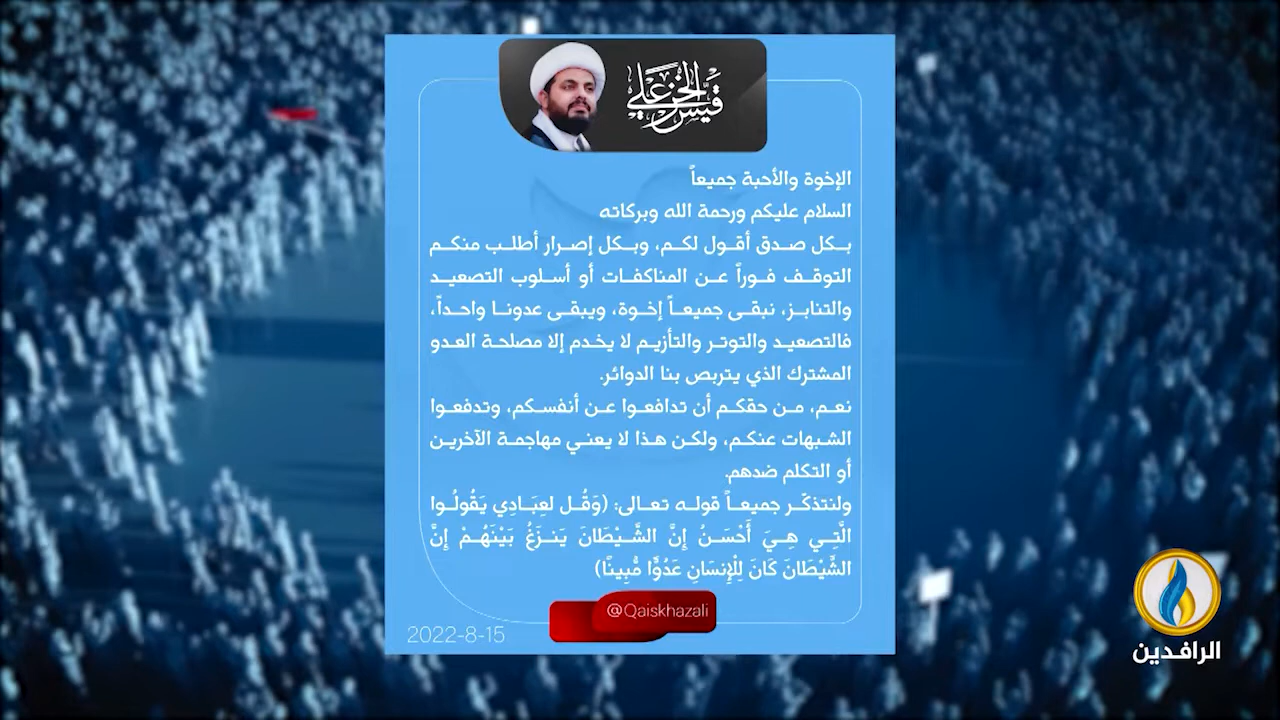 قيس الخزعلي
الإخوة والأحبة جميعاً
السلام عليكم ورحمة الله وبركاته
بكل صدق أقول لكم، وبكل إصرار أطلب منكم
التوقف فوراً عن المناكفات أو أسلوب التصعيد
والتنابز، نبقى جميعاً إخوة، ويبقى عدونا واحداً،
فالتصعيد والتوتر والتأزيم لا يخدم إلا مصلحة العدو
المشترك الذي يتربص بنا الدوائر.
نعم، من حقكم أن تدافعوا عن أنفسكم، وتدفعوا
الشبهات عنكم، ولكن هذا لا يعني مهاجمة الآخرين
أو التكلم ضدهم.
ولنتذكّر جميعاً قوله تعالى: (وَقُل لعِبَادِي يَقُولُوا
الَّتِي هِيَ أَحْسَنُ إِنَّ الشَّيْطَانَ يَنزَغُ بَيْنَهُمْ إِنَّ
الشَّيْطَانَ كَانَ لِلْإِنسَانِ عَدُوًّا مُّبِينًا)
@Qaiskhazali
2022-8-15
الرافدين